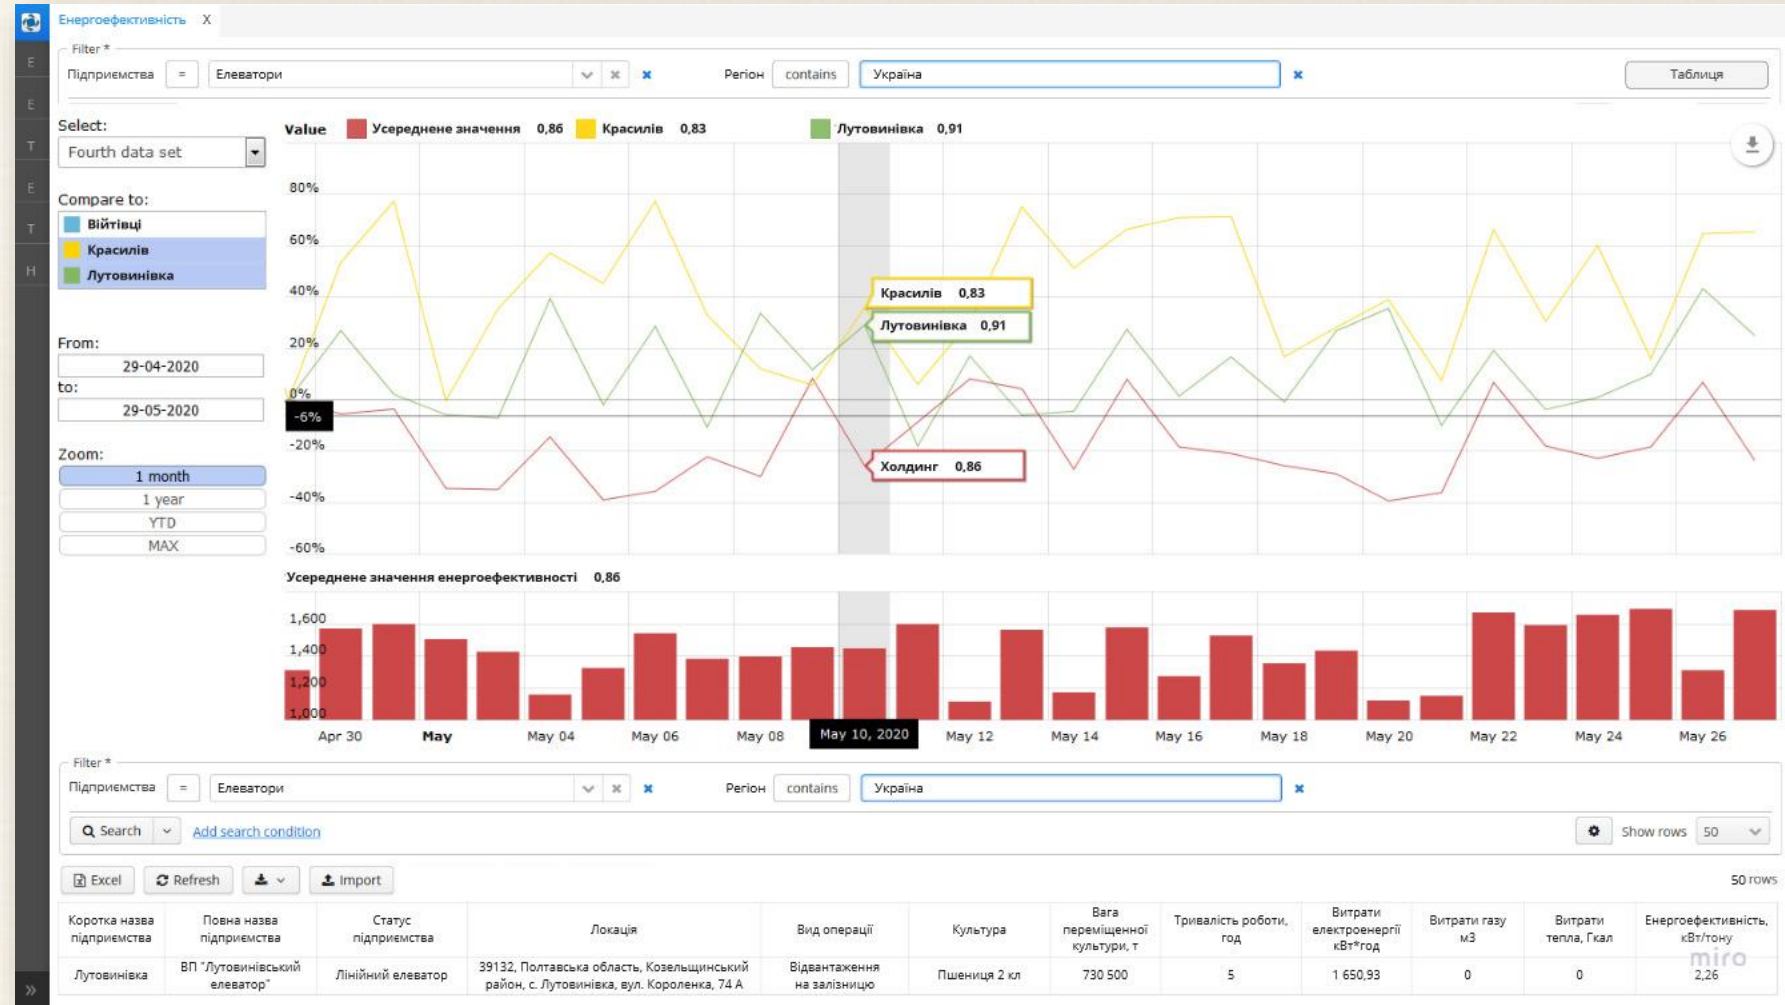 Енергоефективність X
Filter *
Підприємства = Елеватори Регіон contains Україна Таблиця
E
E
T
E
T
H
Select:
Fourth data set
Compare to:
Війтівці
Красилів
Лутовинівка
From:
29-04-2020
to:
29-05-2020
Zoom:
1 month
1 year
YTD
MAX
Value Усереднене значення 0,86 Красилів 0,83 Лутовинівка 0,91
80%
60%
40%
20%
0%
-6%
-20%
-40%
-60%
Красилів 0,83
Лутовинівка 0,91
Холдинг 0,86
Усереднене значення енергоефективності 0,86
1,600
1,400
1,200
1,000
Apr 30 May May 04 May 06 May 08 May 10, 2020 May 12 May 14 May 16 May 18 May 20 May 22 May 24 May 26
Filter *
Підприємства = Елеватори Регіон contains Україна
Search Add search condition Show rows 50
Excel Refresh Import 50 rows
Коротка назва підприємства
Повна назва підприємства
Статус підприємства
Локація
Вид операції
Культура
Вага переміщенної культури, т
Тривалість роботи, год
Витрати електроенергії кВт*год
Витрати газу м3
Витрати тепла, Гкал
Енергоефективність, кВт/тону
Лутовинівка
ВП "Лутовинівський елеватор"
Лінійний елеватор
39132, Полтавська область, Козельщинський
район, с. Лутовинівка, вул. Короленка, 74 А
Відвантаження на залізницю
Пшениця 2 кл
730 500
5
1 650,93
0
0
2,26
miro